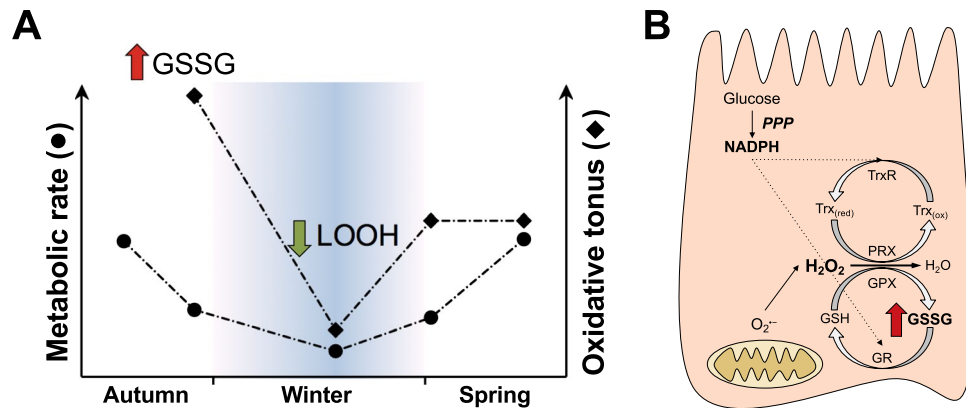 A
GSSG
Metabolic rate (●)
Oxidative tonus (◆)
LOOH
Autumn
Winter
Spring
B
Glucose
PPP
NADPH
TrxR
Trx(red)
Trx(ox)
PRX
H2O2
H2O
GPX
GSH
GSSG
O2•–
GR